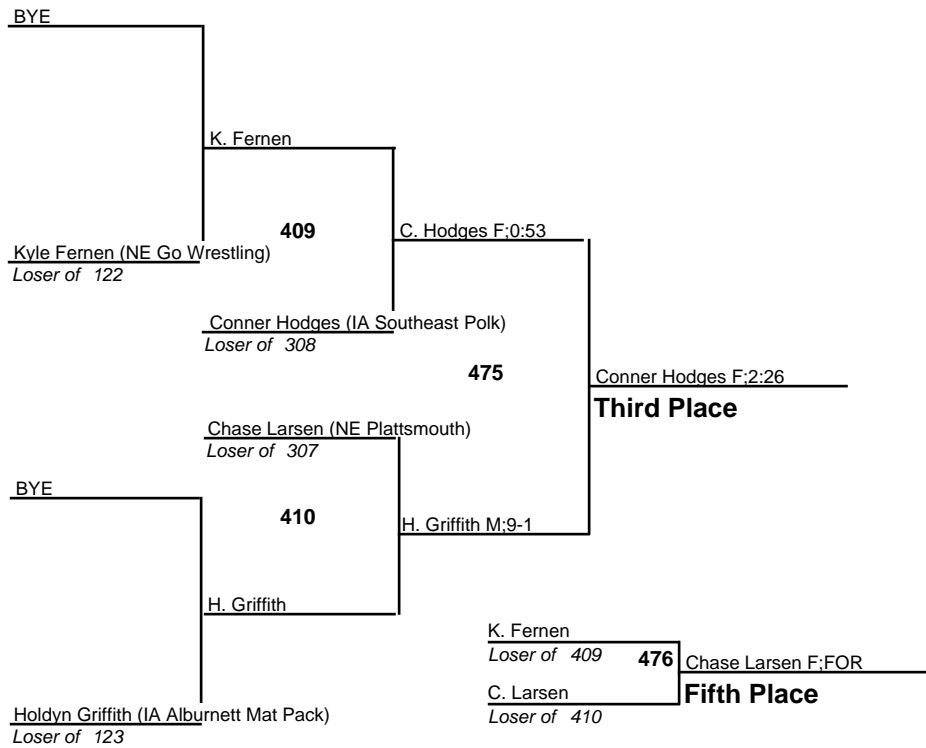 BYE
K. Fernen
409
C. Hodges F;0:53
Kyle Fernen (NE Go Wrestling)
Loser of 122
Conner Hodges (IA Southeast Polk)
Loser of 308
475
Conner Hodges F;2:26
Third Place
Chase Larsen (NE Plattsmouth)
Loser of 307
BYE
410
H. Griffith M;9-1
H. Griffith
K. Fernen
Loser of 409
476
Chase Larsen F;FOR
Fifth Place
C. Larsen
Loser of 410
Holdyn Griffith (IA Alburnett Mat Pack)
Loser of 123